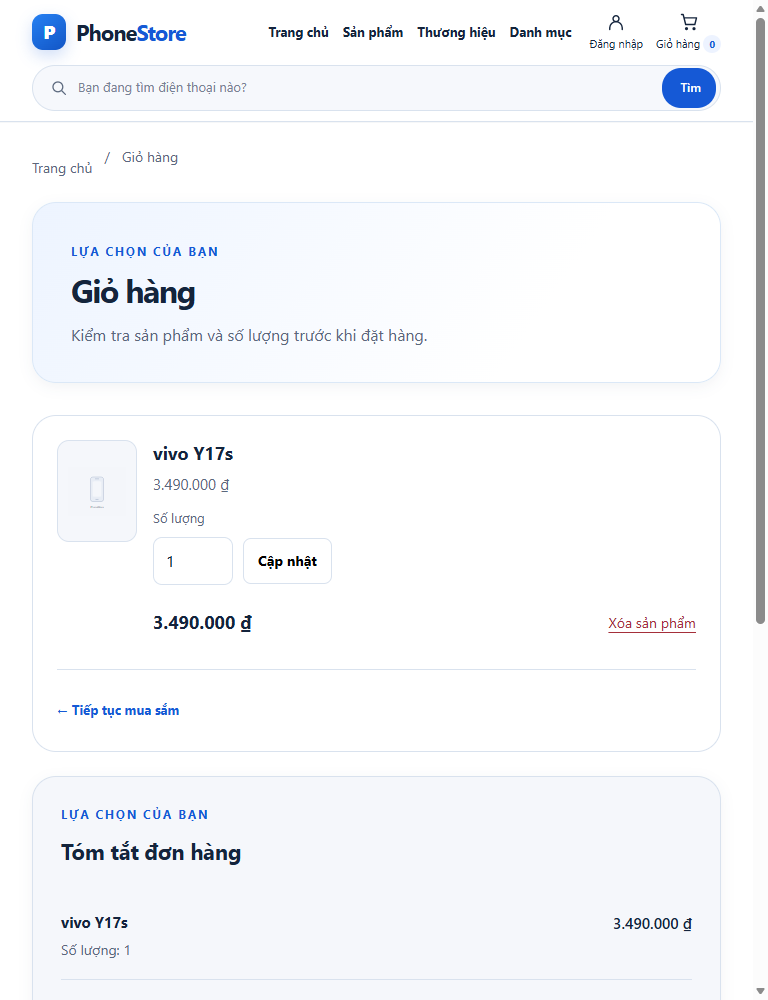 P PhoneStore
Trang chủ Sản phẩm Thương hiệu Danh mục
Đăng nhập
Giỏ hàng 0
Bạn đang tìm điện thoại nào?
Tìm
Trang chủ / Giỏ hàng
LỰA CHỌN CỦA BẠN
Giỏ hàng
Kiểm tra sản phẩm và số lượng trước khi đặt hàng.
vivo Y17s
3.490.000 ₫
Số lượng
1
Cập nhật
3.490.000 ₫
Xóa sản phẩm
← Tiếp tục mua sắm
LỰA CHỌN CỦA BẠN
Tóm tắt đơn hàng
vivo Y17s
3.490.000 ₫
Số lượng: 1